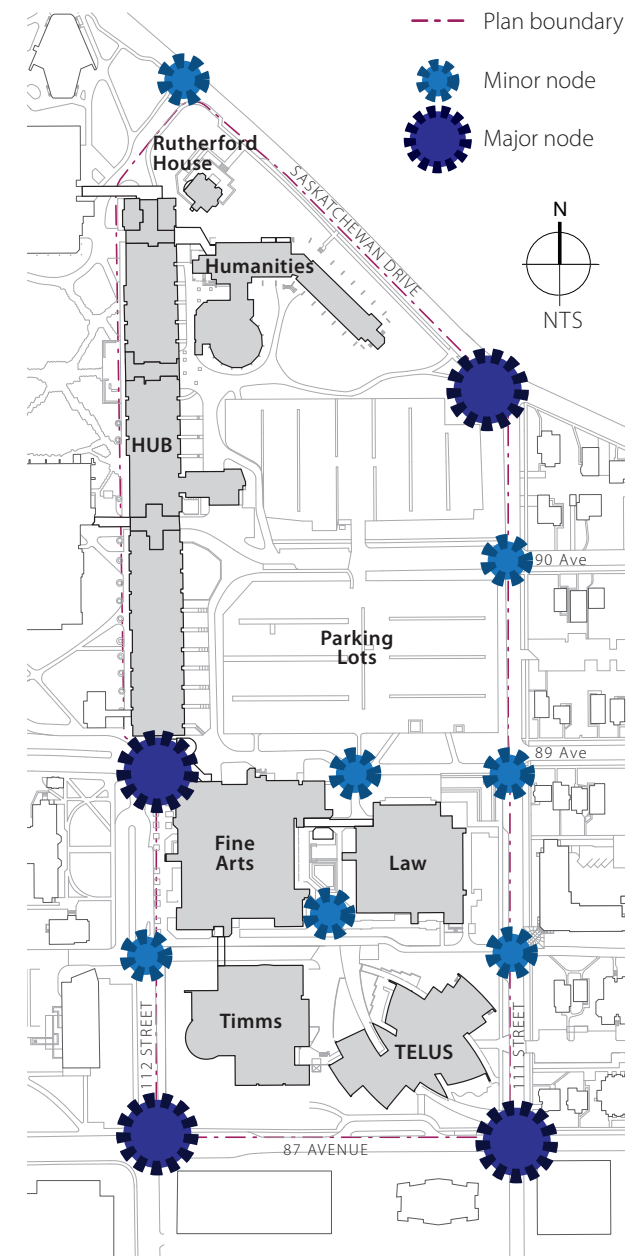 Plan boundary
Minor node
Major node
Rutherford
House
SASKATCHEWAN DRIVE
N
NTS
Humanities
HUB
90 Ave
Parking
Lots
89 Ave
Fine
Arts
Law
Timms
TELUS
112 STREET
111 STREET
87 AVENUE